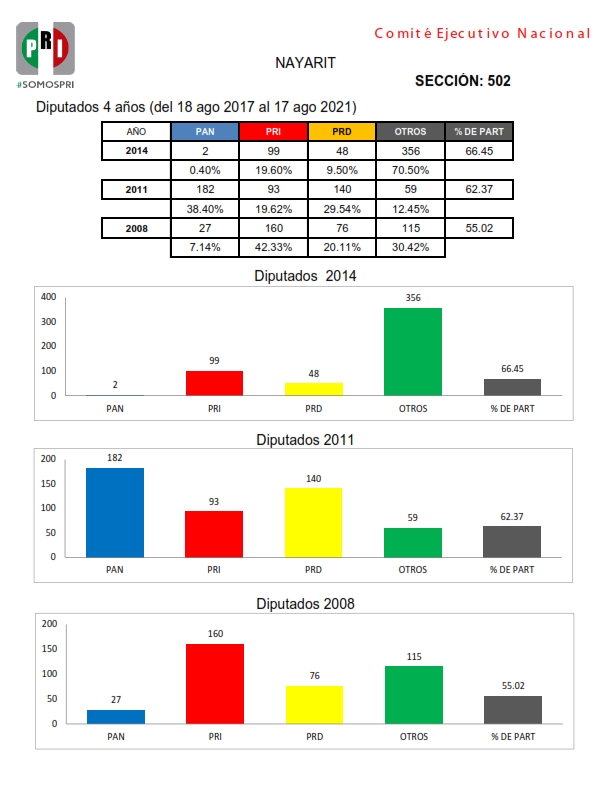 Comité Ejecutivo Nacional
PRI
#SOMOSPRI
NAYARIT
SECCIÓN: 502
Diputados 4 años (del 18 ago 2017 al 17 ago 2021)
AÑO PAN PRI PRD OTROS % DE PART
2014 2 99 48 356 66.45
0.40% 19.60% 9.50% 70.50%
2011 182 93 140 59 62.37
38.40% 19.62% 29.54% 12.45%
2008 27 160 76 115 55.02
7.14% 42.33% 20.11% 30.42%
Diputados 2014
400
300
200
100
0
2 99 48 356 66.45
PAN PRI PRD OTROS % DE PART
Diputados 2011
200
150
100
50
0
182 93 140 59 62.37
PAN PRI PRD OTROS % DE PART
Diputados 2008
200
150
100
50
0
27 160 76 115 55.02
PAN PRI PRD OTROS % DE PART